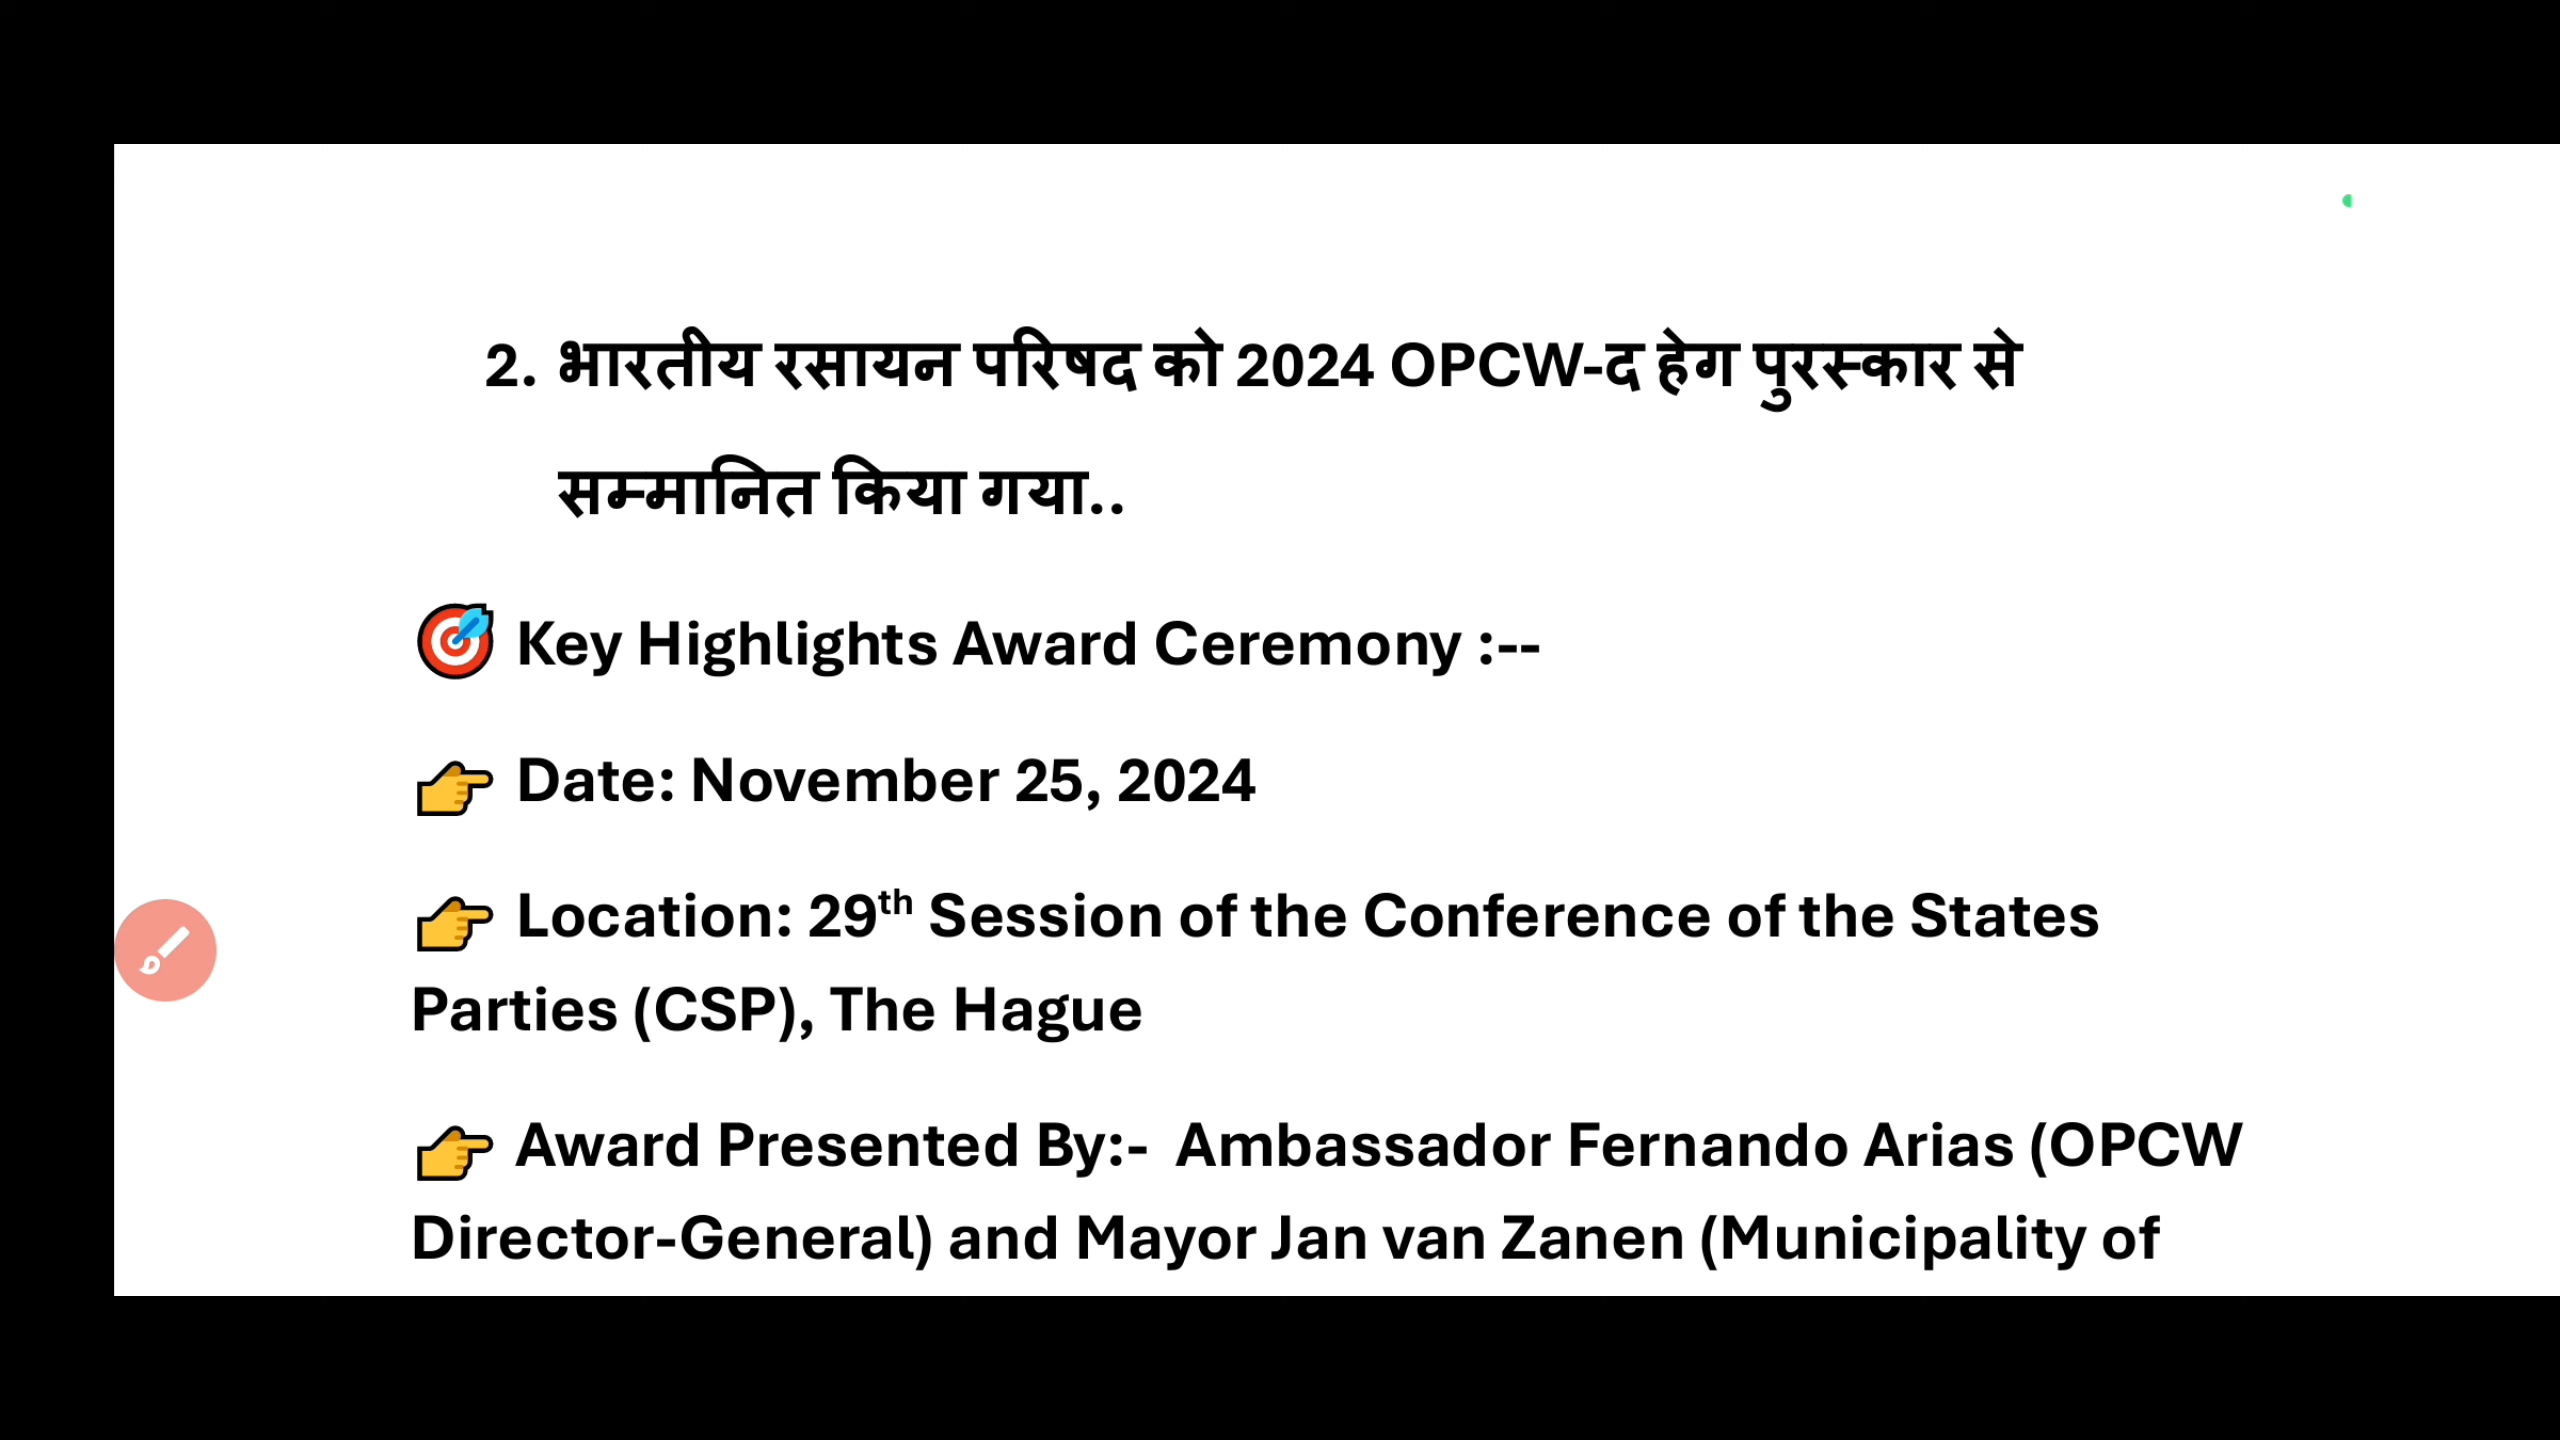 2. भारतीय रसायन परिषद को 2024 OPCW-द हेग पुरस्कार से
सम्मानित किया गया..
🎯 Key Highlights Award Ceremony :--
👉 Date: November 25, 2024
👉 Location: 29th Session of the Conference of the States
Parties (CSP), The Hague
👉 Award Presented By:- Ambassador Fernando Arias (OPCW
Director-General) and Mayor Jan van Zanen (Municipality of